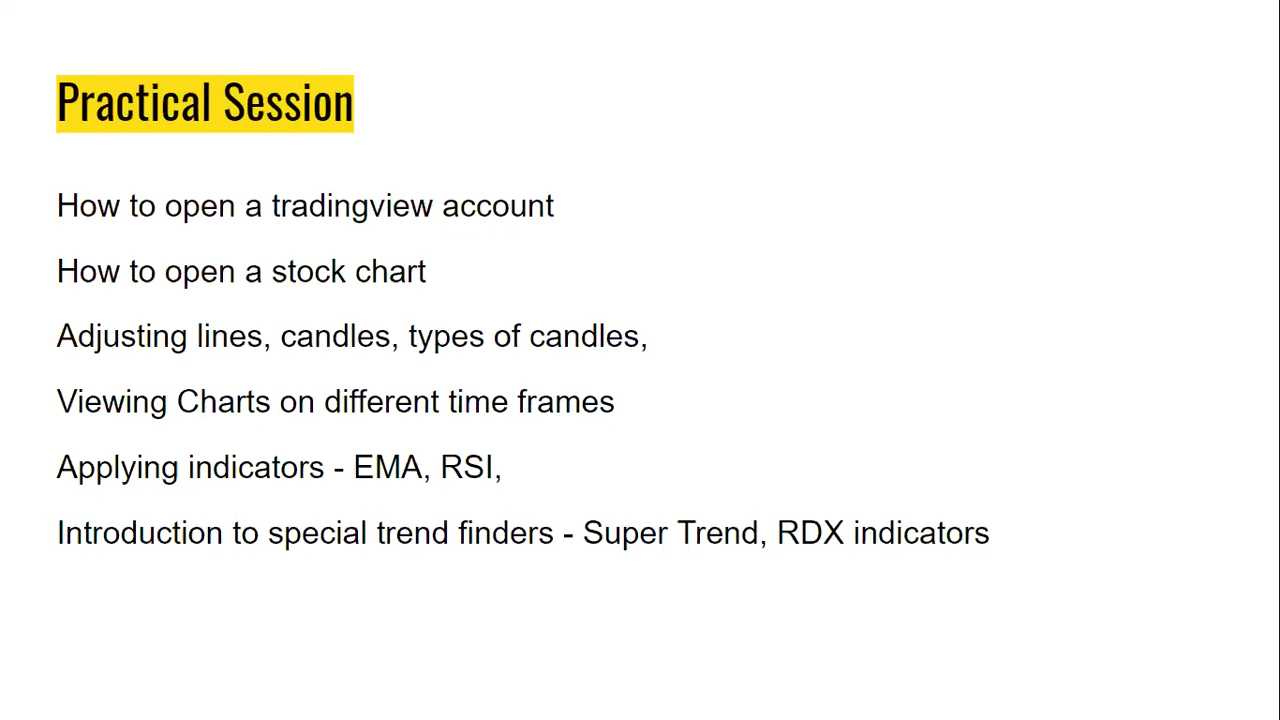 Practical Session
How to open a tradingview account
How to open a stock chart
Adjusting lines, candles, types of candles,
Viewing Charts on different time frames
Applying indicators - EMA, RSI,
Introduction to special trend finders - Super Trend, RDX indicators